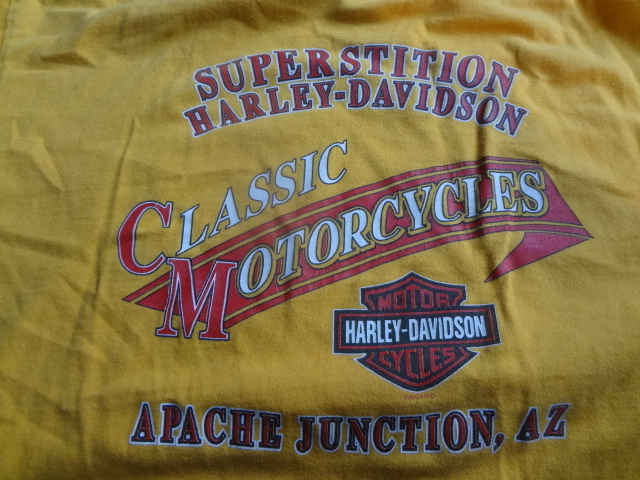 SUPERSTITION
HARLEY-DAVIDSON
CLASSIC
MOTORCYCLES
MOTOR
HARLEY-DAVIDSON
CYCLES
APACHE JUNCTION, AZ